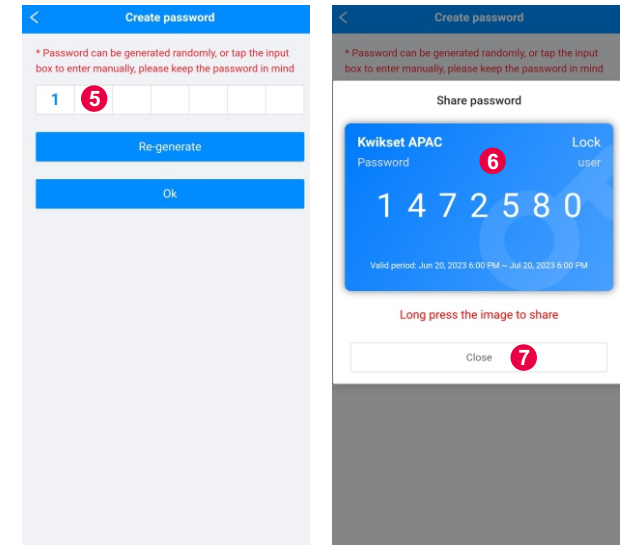 Create password
* Password can be generated randomly, or tap the input
box to enter manually, please keep the password in mind
1 5
Re-generate
Ok
Create password
* Password can be generated randomly, or tap the input
box to enter manually, please keep the password in mind
Share password
Kwikset APAC Lock
Password 6 user
1 4 7 2 5 8 0
Valid period: Jun 20, 2023 6:00 PM ~ Jul 20, 2023 6:00 PM
Long press the image to share
Close 7